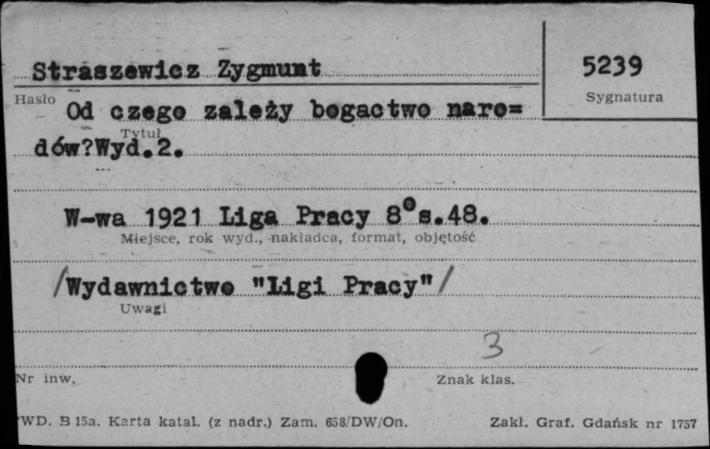 Straszewicz Zygmunt
5239
Hasło
Sygnatura
Od czego zależy bogactwo naro=
Tytuł
dów?Wyd.2.
W-wa 1921 Liga Pracy 8° s.48.
Miejsce, rok wyd., nakładca, format, objętość
/Wydawnictwo "Ligi Pracy"/
Uwagi
3
Nr inw.
Znak klas.
WD. B 15a. Karta katal. (z nadr.) Zam. 658/DW/On.
Zakł. Graf. Gdańsk nr 1757